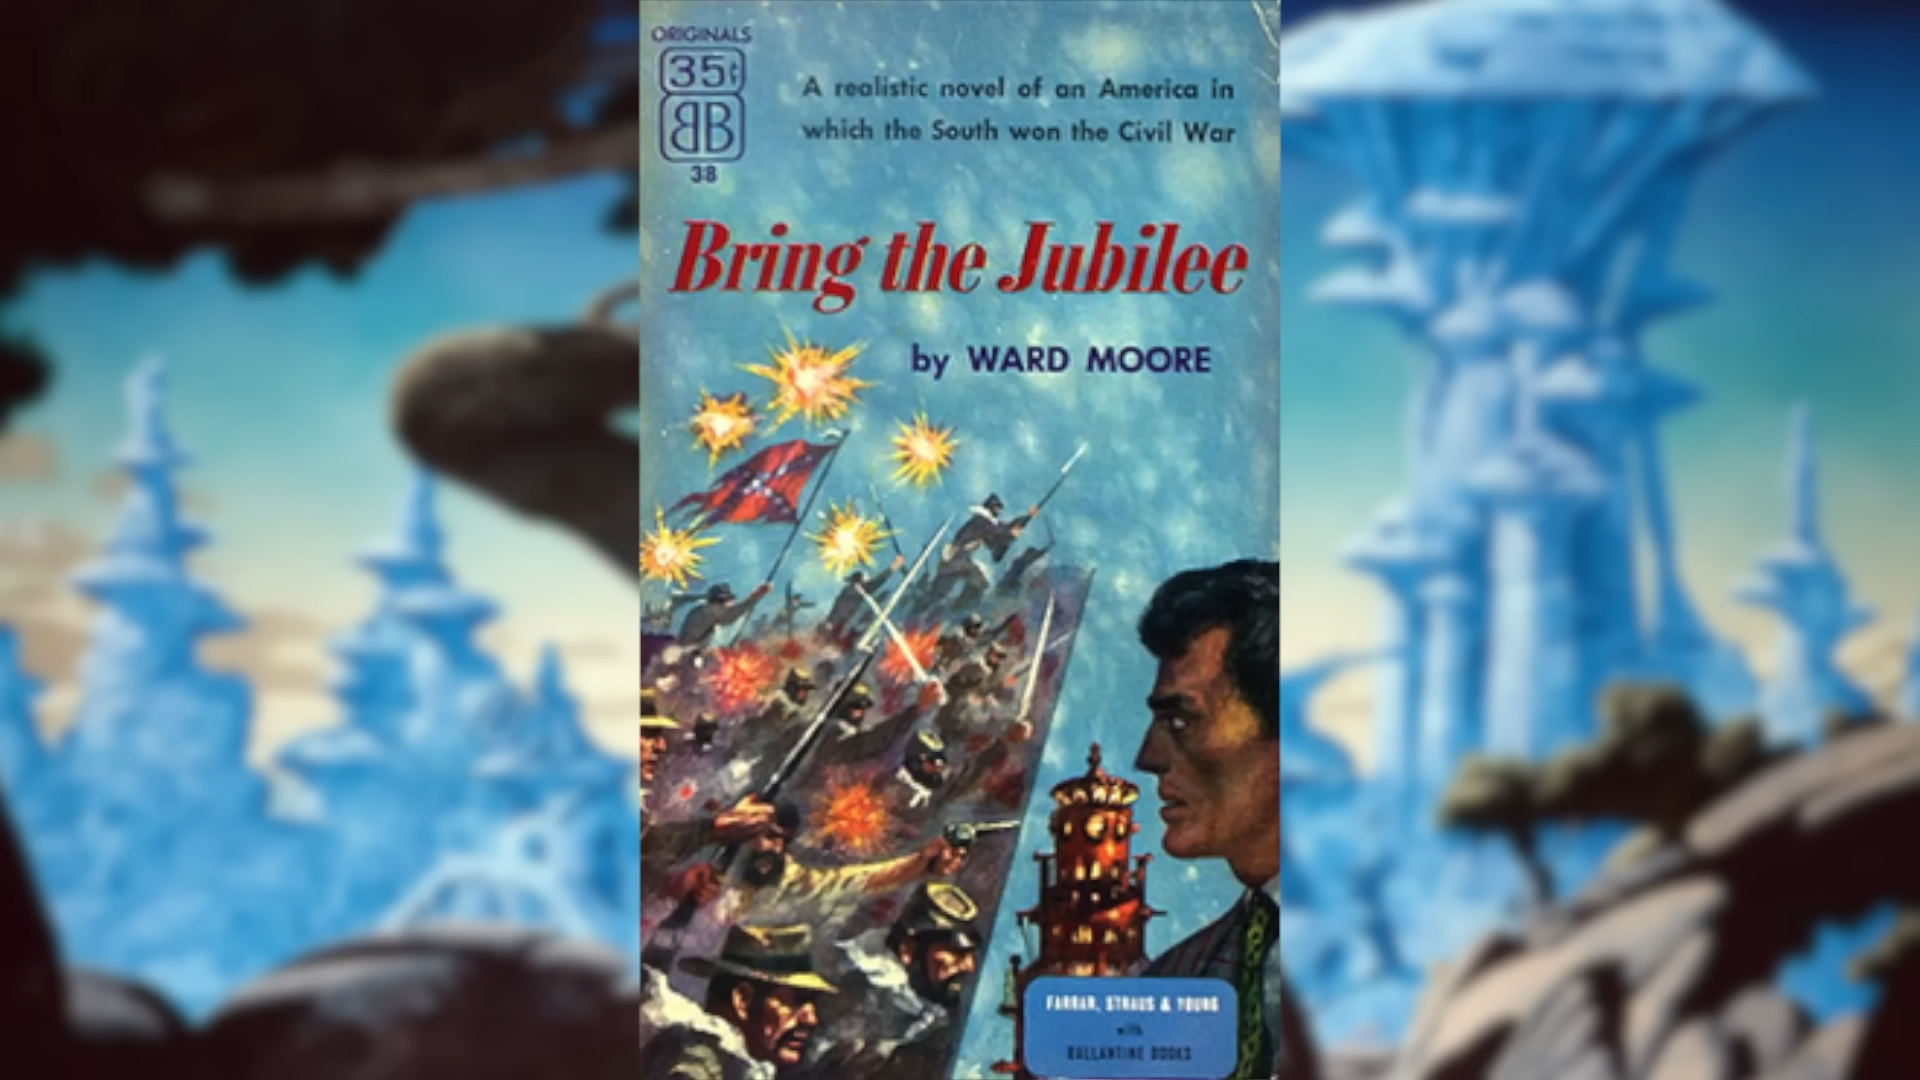 ORIGINALS
35¢
BB
38
A realistic novel of an America in
which the South won the Civil War
Bring the Jubilee
by WARD MOORE
FARRAR, STRAUS & YOUNG
with
BALLANTINE BOOKS